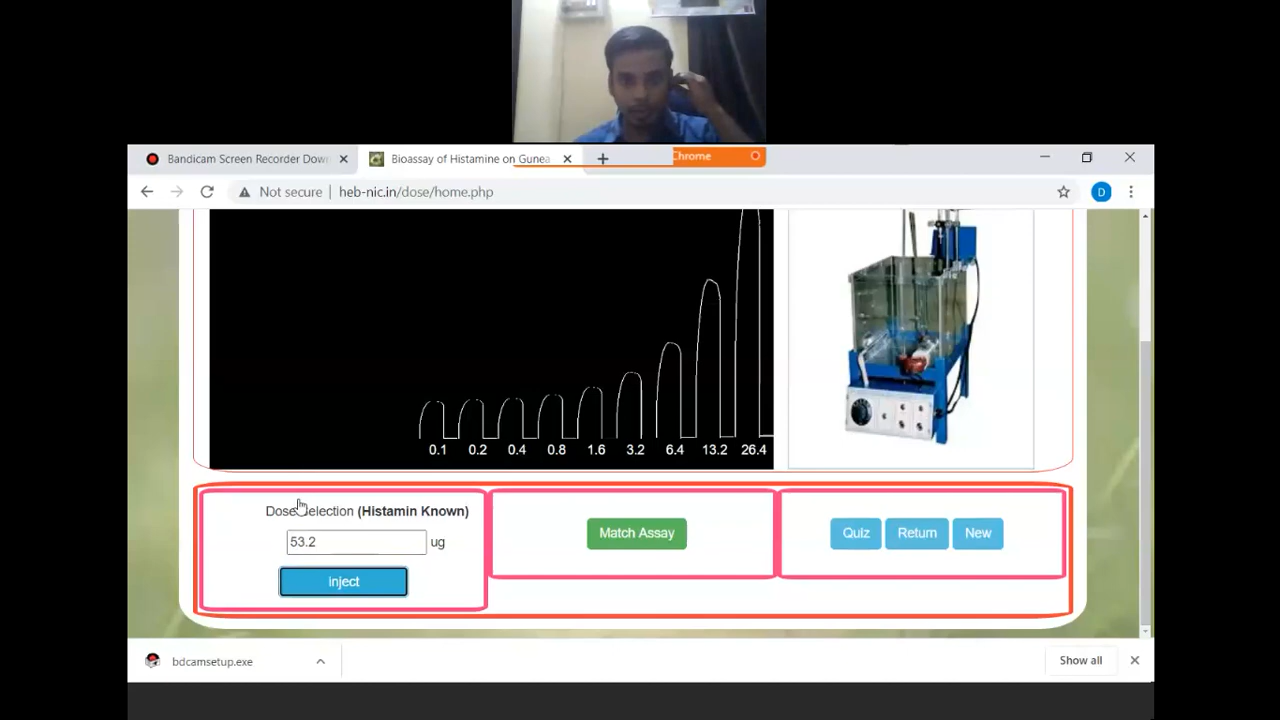 Bandicam Screen Recorder Dow
Bioassay of Histamine on Gunea
Chrome
Not secure | heb-nic.in/dose/home.php
D
0.1 0.2 0.4 0.8 1.6 3.2 6.4 13.2 26.4
Dose Selection (Histamin Known)
53.2 ug
inject
Match Assay
Quiz Return New
bdcamsetup.exe
Show all